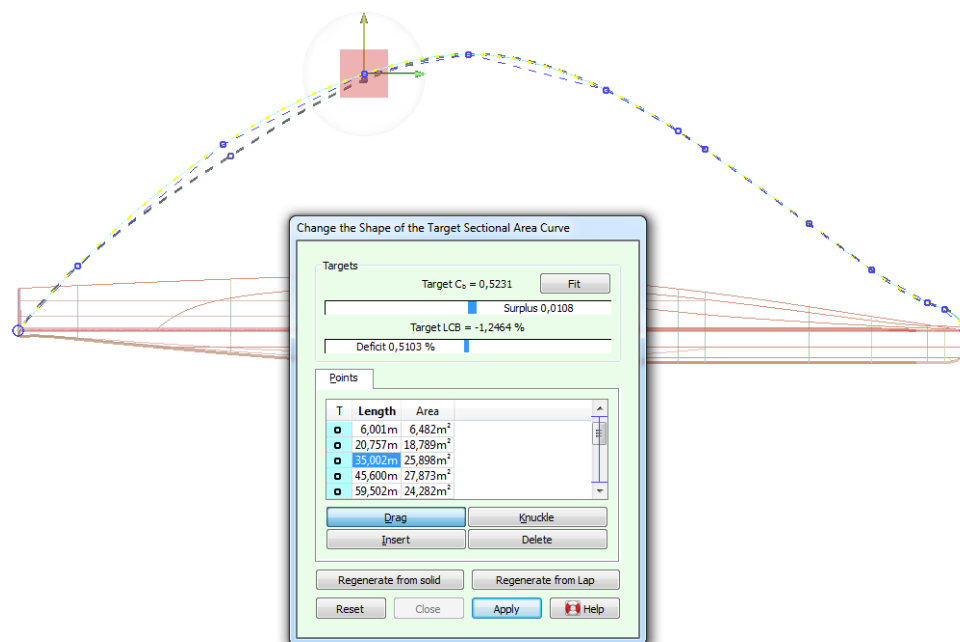 Change the Shape of the Target Sectional Area Curve
Targets
Target Cb = 0,5231 Fit
Surplus 0,0108
Target LCB = -1,2464 %
Deficit 0,5103 %
Points
T Length Area
6,001m 6,482m²
20,757m 18,789m²
35,002m 25,898m²
45,600m 27,873m²
59,502m 24,282m²
Drag Knuckle
Insert Delete
Regenerate from solid Regenerate from Lap
Reset Close Apply Help